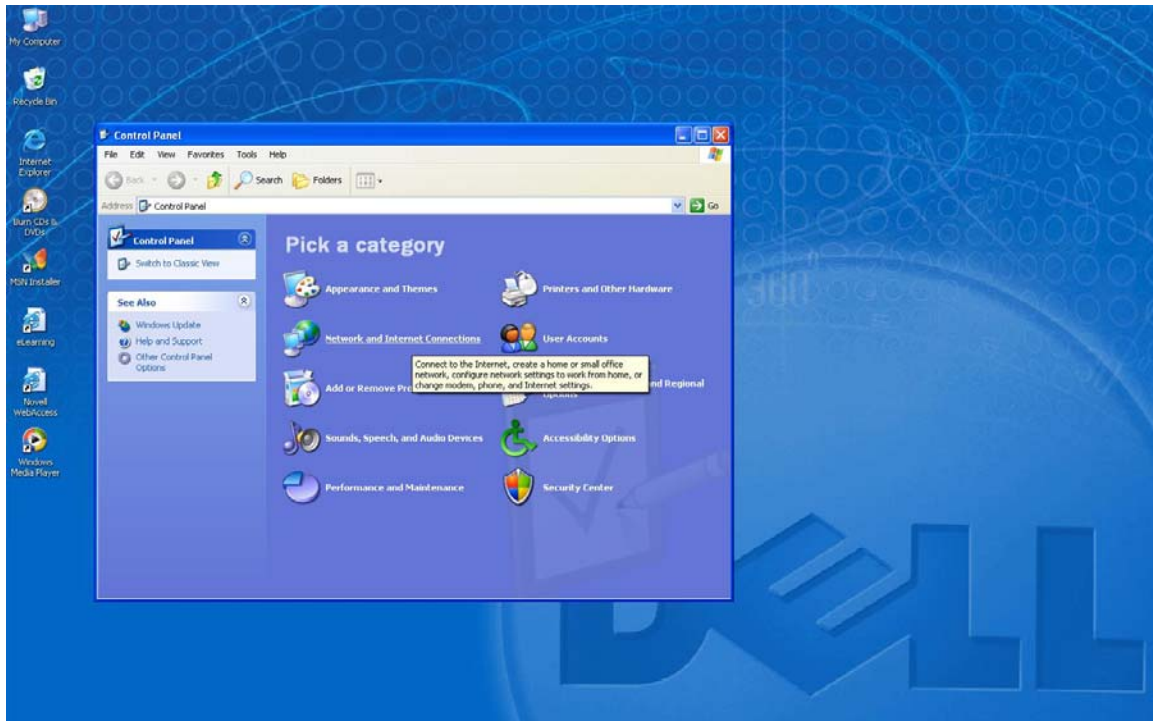 My Computer
Recycle Bin
Internet
Explorer
Burn CDs &
DVDs
MSN Installer
eLearning
Novell
WebAccess
Windows
Media Player
Control Panel
File Edit View Favorites Tools Help
Back Search Folders
Address Control Panel Go
Control Panel
Switch to Classic View
See Also
Windows Update
Help and Support
Other Control Panel
Options
Pick a category
Appearance and Themes
Printers and Other Hardware
Network and Internet Connections
User Accounts
Connect to the Internet, create a home or small office
network, configure network settings to work from home, or
change modem, phone, and Internet settings.
Add or Remove
nd Regional
Options
Sounds, Speech, and Audio Devices
Accessibility Options
Performance and Maintenance
Security Center
DELL